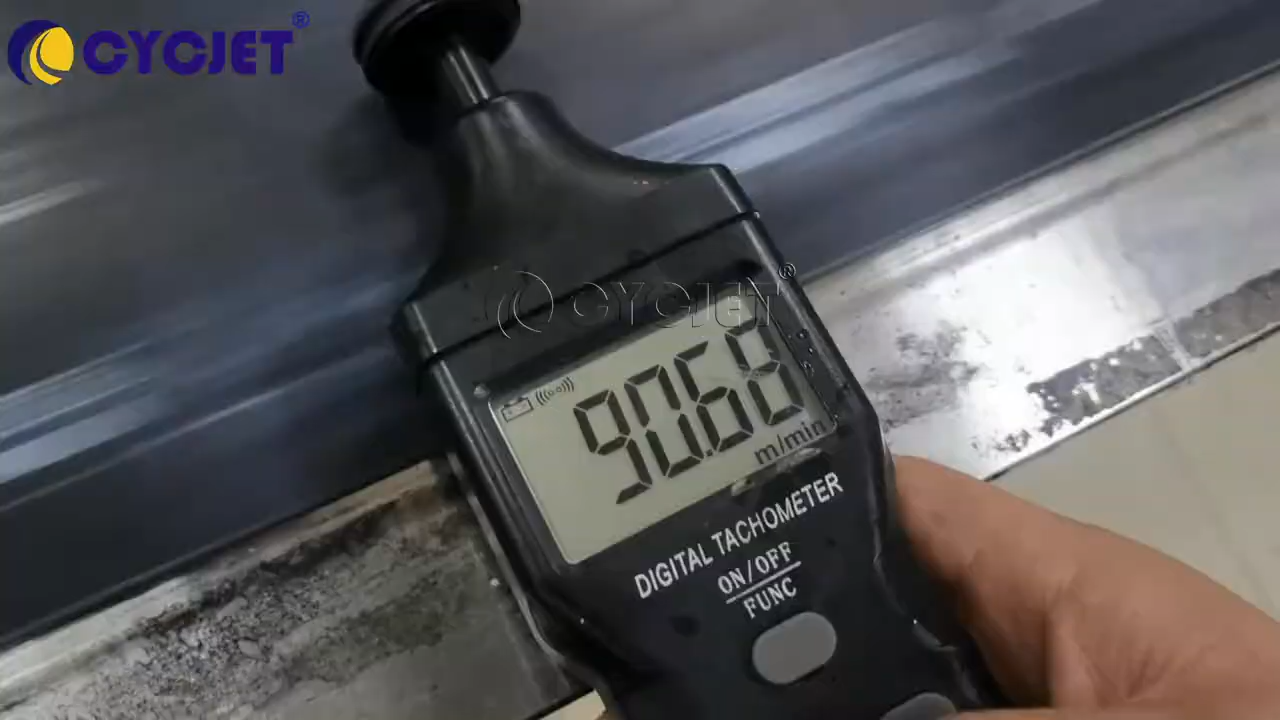 CYCJET®
CYCJET®
90.68
m/min
DIGITAL TACHOMETER
ON/OFF
FUNC